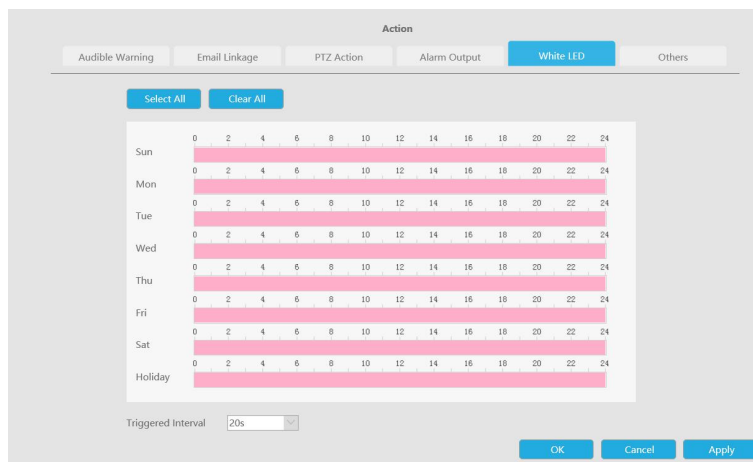 Action
Audible Warning Email Linkage PTZ Action Alarm Output White LED Others
Select All Clear All
0 2 4 6 8 10 12 14 16 18 20 22 24
Sun
0 2 4 6 8 10 12 14 16 18 20 22 24
Mon
0 2 4 6 8 10 12 14 16 18 20 22 24
Tue
0 2 4 6 8 10 12 14 16 18 20 22 24
Wed
0 2 4 6 8 10 12 14 16 18 20 22 24
Thu
0 2 4 6 8 10 12 14 16 18 20 22 24
Fri
0 2 4 6 8 10 12 14 16 18 20 22 24
Sat
0 2 4 6 8 10 12 14 16 18 20 22 24
Holiday
Triggered Interval 20s
OK Cancel Apply